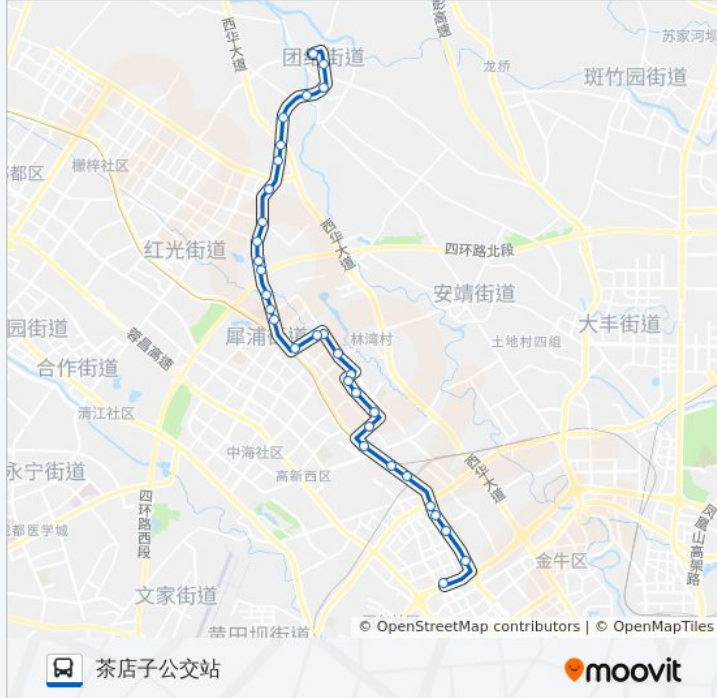 西华大道
彭高速
苏家河坝
团结街道
龙桥
斑竹园街道
檬梓社区
都区
西华大道
红光街道
四环路北段
安靖街道
大丰街道
园街道
犀浦街道
林湾村
土地村四组
蓉昌高速
合作街道
清江社区
中海社区
永宁街道
高新西区
西华大道
四环路西段
都医学城
凤凰山高架路
金牛区
文家街道
黄田坝街道
© OpenStreetMap contributors | © OpenMapTiles
茶店子公交站
moovit